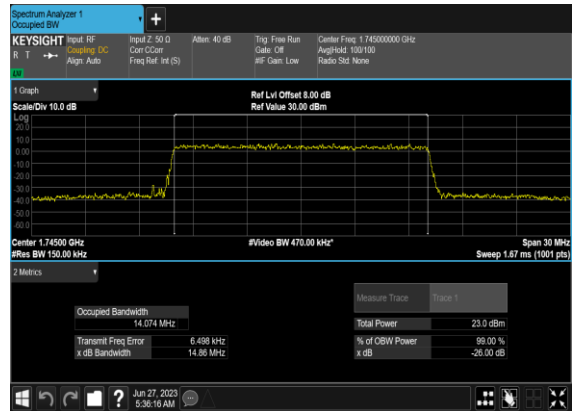 Spectrum Analyzer 1
Occupied BW
KEYSIGHT Input: RF Input Z: 50 Ω Atten: 40 dB Trig: Free Run Center Freq: 1.745000000 GHz
R T Coupling: DC Corr CCorr Gate: Off Avg|Hold: 100/100
Align: Auto Freq Ref: Int (S) #IF Gain: Low Radio Std: None
1 Graph
Ref Lvl Offset 8.00 dB
Scale/Div 10.0 dB Ref Value 30.00 dBm
Log
20.0
10.0
0.00
-10.0
-20.0
-30.0
-40.0
-50.0
-60.0
Center 1.74500 GHz #Video BW 470.00 kHz* Span 30 MHz
#Res BW 150.00 kHz Sweep 1.67 ms (1001 pts)
2 Metrics
Measure Trace Trace 1
Occupied Bandwidth
14.074 MHz Total Power 23.0 dBm
Transmit Freq Error 6.498 kHz % of OBW Power 99.00 %
x dB Bandwidth 14.86 MHz x dB -26.00 dB
? Jun 27, 2023
5:36:16 AM